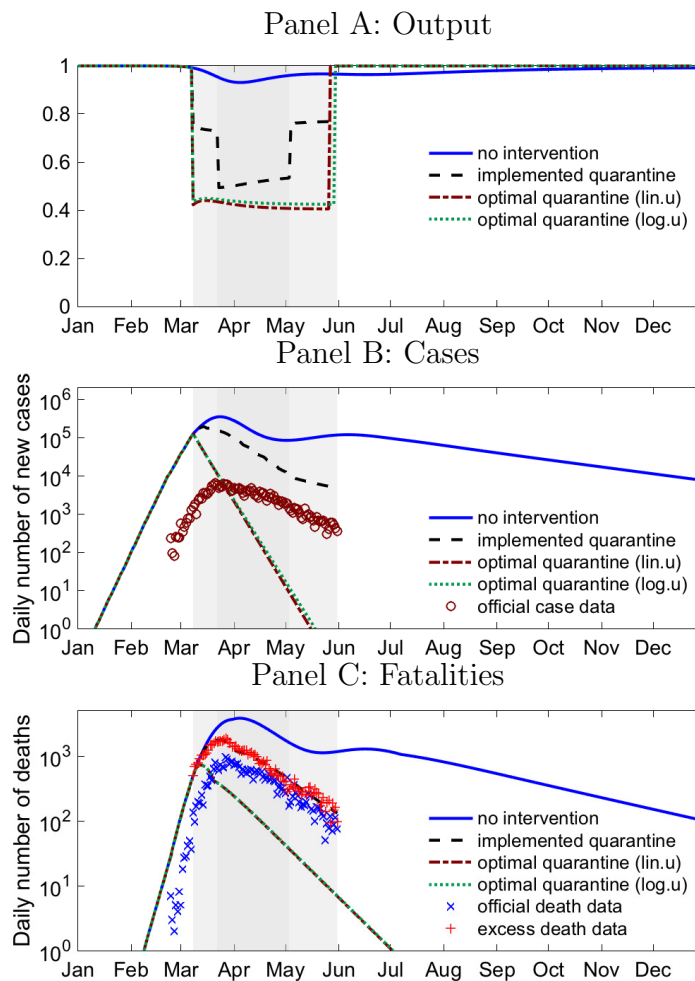 Panel A: Output
1
0.8
0.6
0.4
0.2
0
no intervention
implemented quarantine
optimal quarantine (lin.u)
optimal quarantine (log.u)
Jan Feb Mar Apr May Jun Jul Aug Sep Oct Nov Dec
Panel B: Cases
Daily number of new cases
10^6
10^5
10^4
10^3
10^2
10^1
10^0
no intervention
implemented quarantine
optimal quarantine (lin.u)
optimal quarantine (log.u)
official case data
Jan Feb Mar Apr May Jun Jul Aug Sep Oct Nov Dec
Panel C: Fatalities
Daily number of deaths
10^3
10^2
10^1
10^0
no intervention
implemented quarantine
optimal quarantine (lin.u)
optimal quarantine (log.u)
official death data
excess death data
Jan Feb Mar Apr May Jun Jul Aug Sep Oct Nov Dec